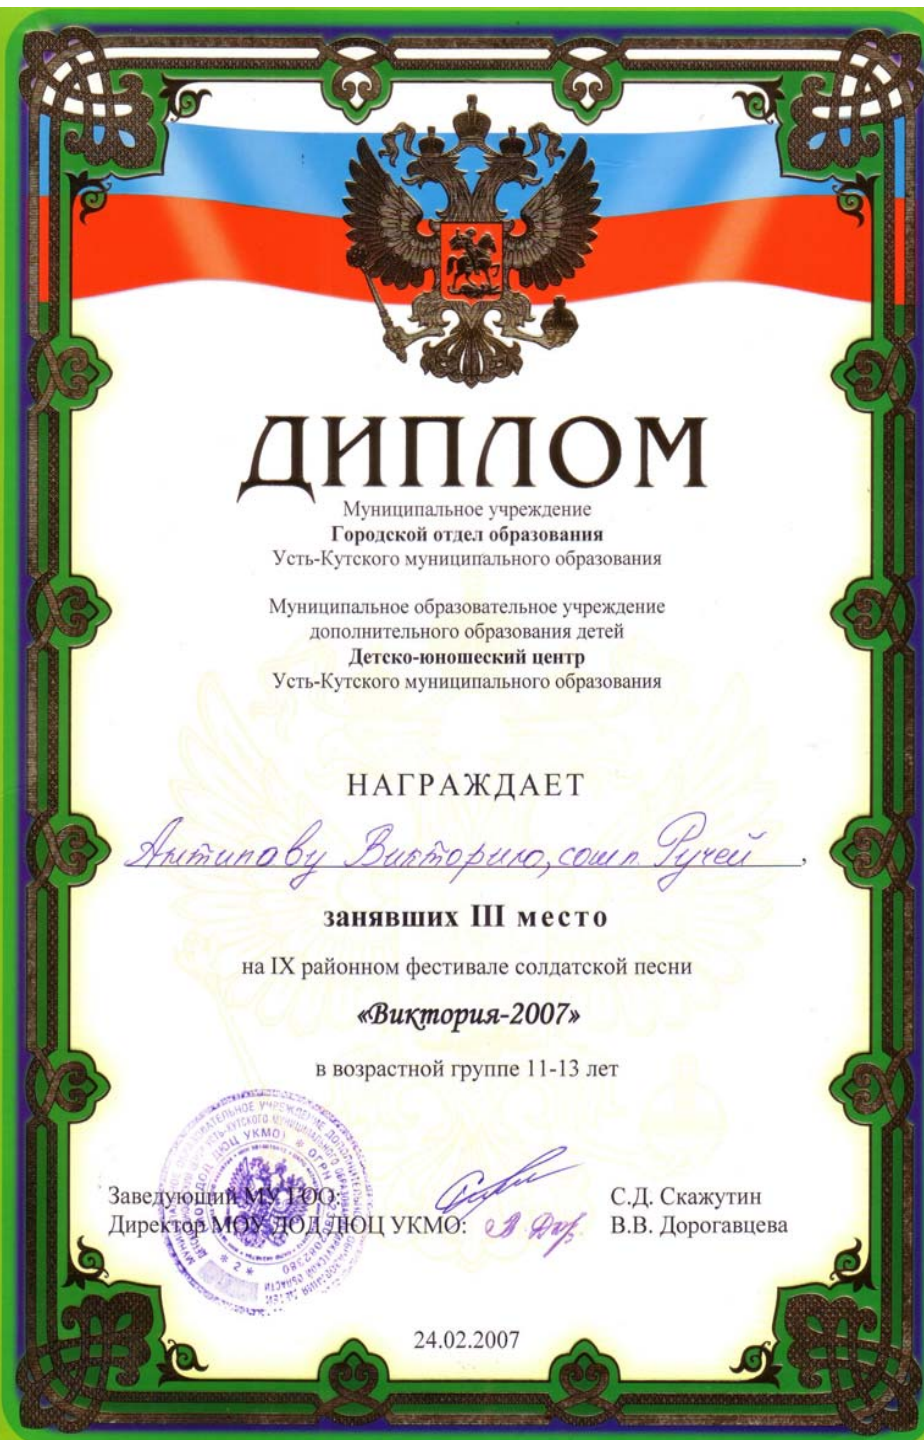 ДИПЛОМ
Муниципальное учреждение
Городской отдел образования
Усть-Кутского муниципального образования
Муниципальное образовательное учреждение
дополнительного образования детей
Детско-юношеский центр
Усть-Кутского муниципального образования
НАГРАЖДАЕТ
Антипову Викторию, сош п. Ручей,
занявших III место
на IX районном фестивале солдатской песни
«Виктория-2007»
в возрастной группе 11-13 лет
Заведующий МУ ГОО: С.Д. Скажутин
Директор МОУ ДОД ДЮЦ УКМО: В.В. Дорогавцева
24.02.2007